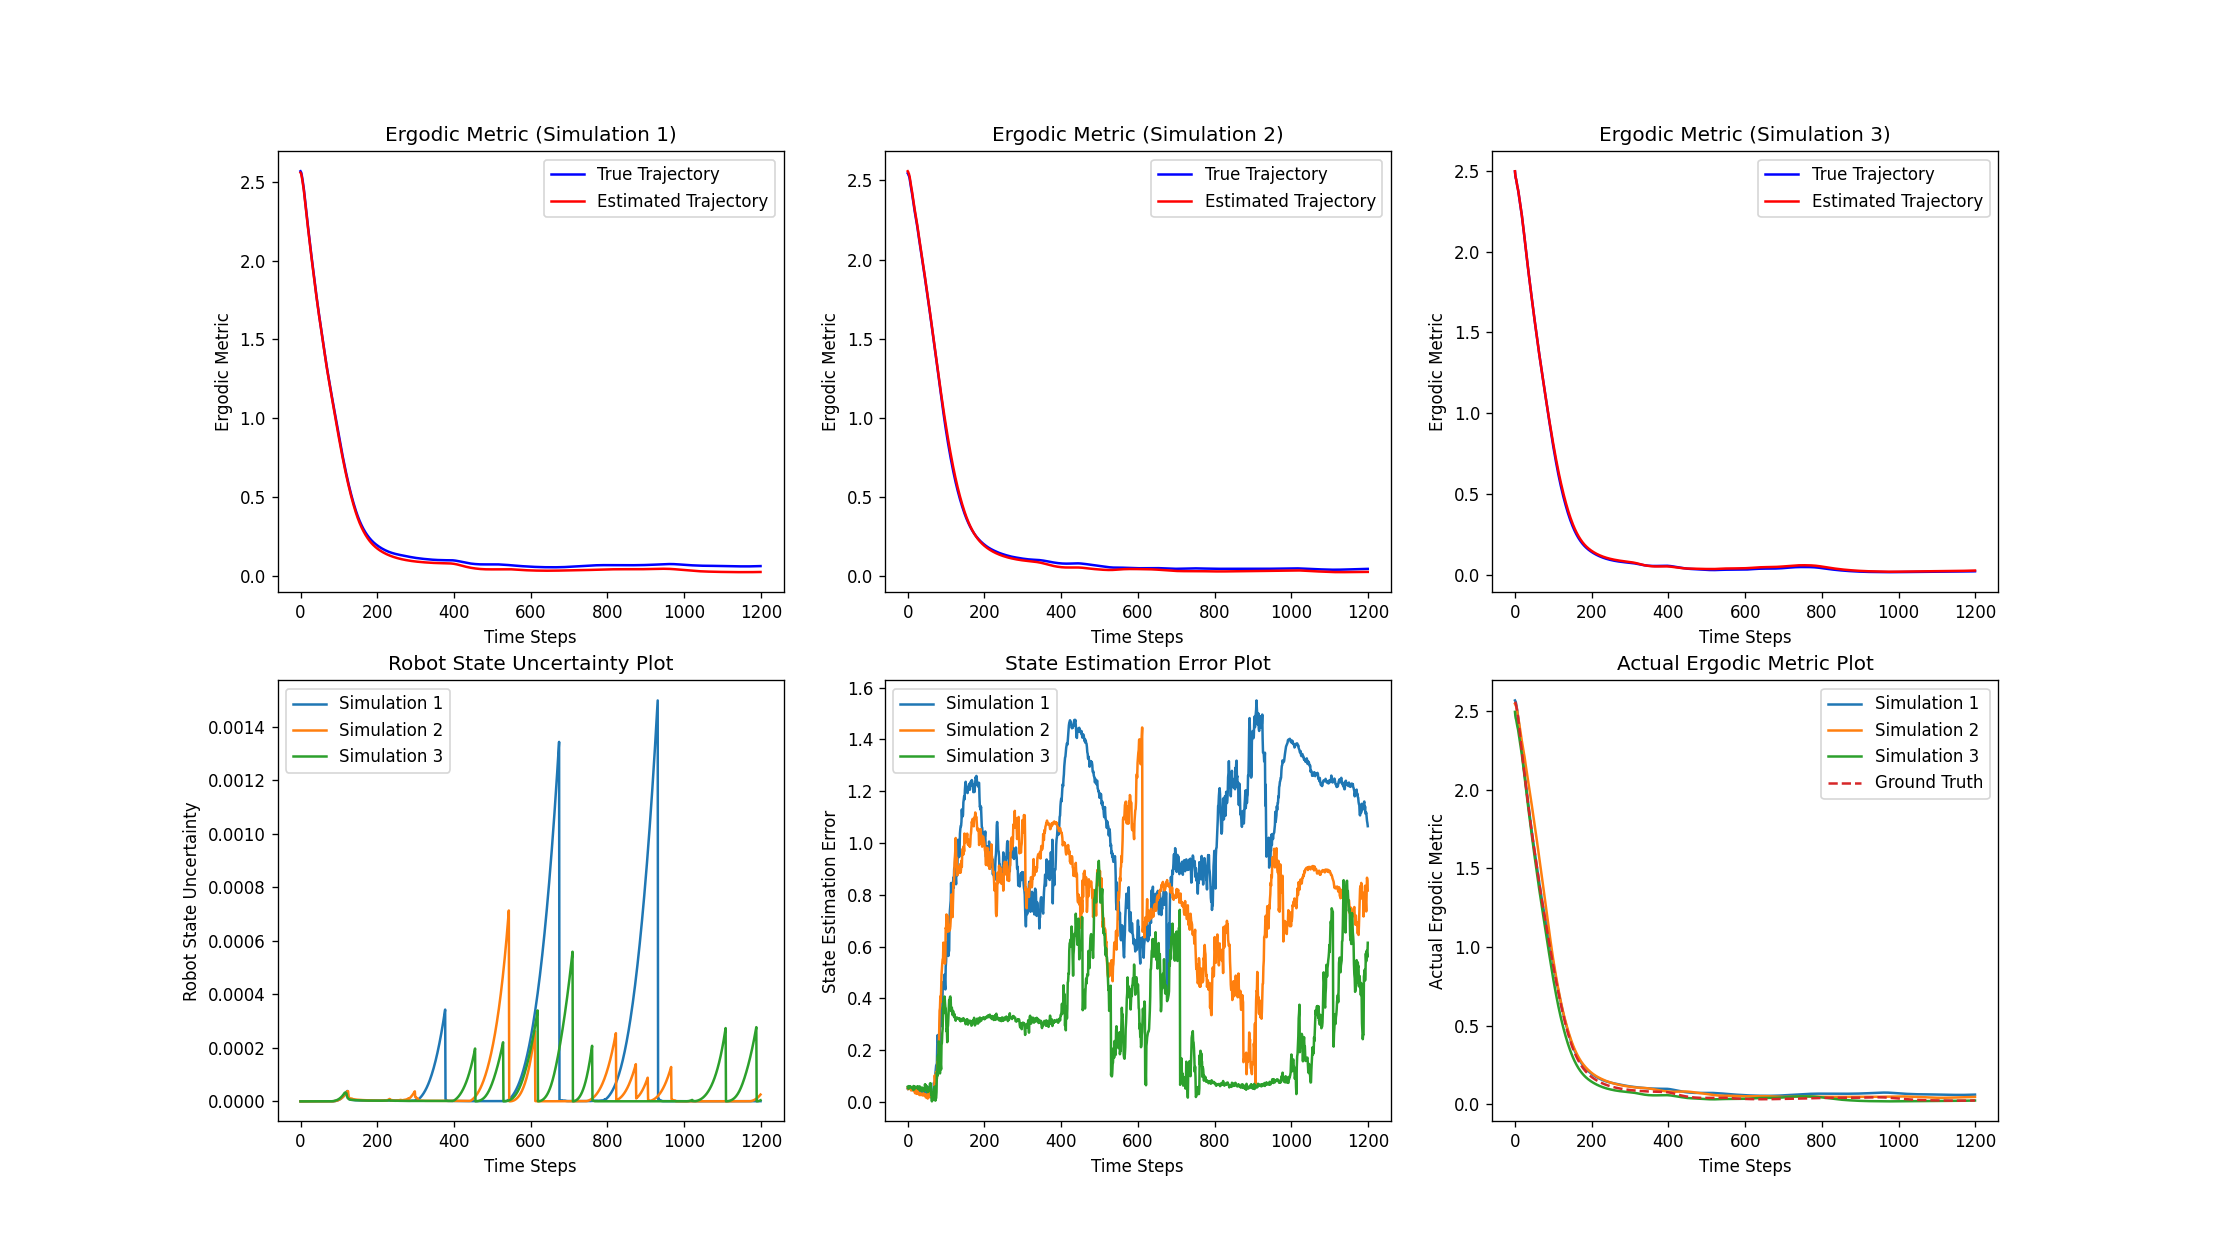 Ergodic Metric (Simulation 1)
2.5
2.0
1.5
1.0
0.5
0.0
Ergodic Metric
True Trajectory
Estimated Trajectory
0 200 400 600 800 1000 1200
Time Steps
Ergodic Metric (Simulation 2)
2.5
2.0
1.5
1.0
0.5
0.0
Ergodic Metric
True Trajectory
Estimated Trajectory
0 200 400 600 800 1000 1200
Time Steps
Ergodic Metric (Simulation 3)
2.5
2.0
1.5
1.0
0.5
0.0
Ergodic Metric
True Trajectory
Estimated Trajectory
0 200 400 600 800 1000 1200
Time Steps
Robot State Uncertainty Plot
0.0014
0.0012
0.0010
0.0008
0.0006
0.0004
0.0002
0.0000
Robot State Uncertainty
Simulation 1
Simulation 2
Simulation 3
0 200 400 600 800 1000 1200
Time Steps
State Estimation Error Plot
1.6
1.4
1.2
1.0
0.8
0.6
0.4
0.2
0.0
State Estimation Error
Simulation 1
Simulation 2
Simulation 3
0 200 400 600 800 1000 1200
Time Steps
Actual Ergodic Metric Plot
2.5
2.0
1.5
1.0
0.5
0.0
Actual Ergodic Metric
Simulation 1
Simulation 2
Simulation 3
Ground Truth
0 200 400 600 800 1000 1200
Time Steps